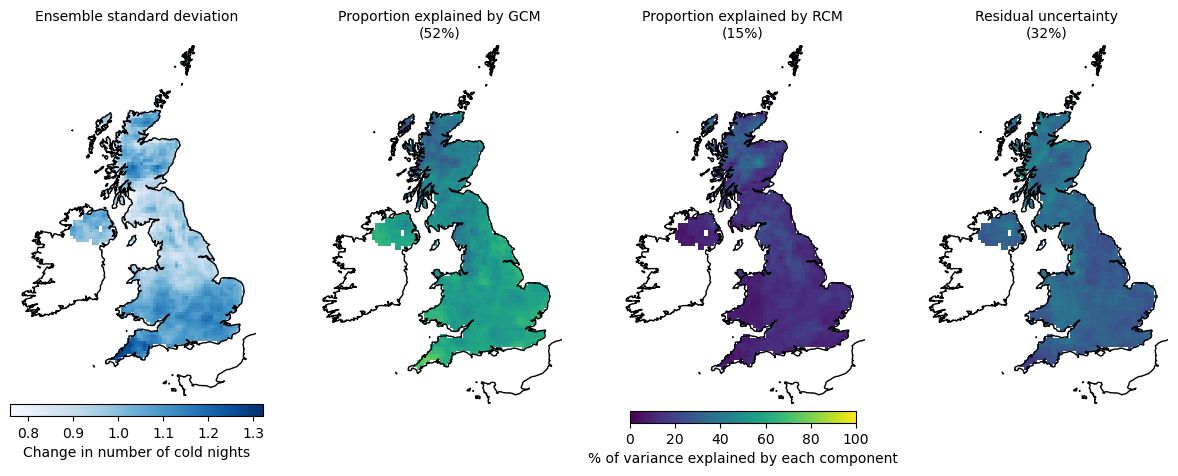 Ensemble standard deviation
Proportion explained by GCM
(52%)
Proportion explained by RCM
(15%)
Residual uncertainty
(32%)
0.8 0.9 1.0 1.1 1.2 1.3
Change in number of cold nights
0 20 40 60 80 100
% of variance explained by each component